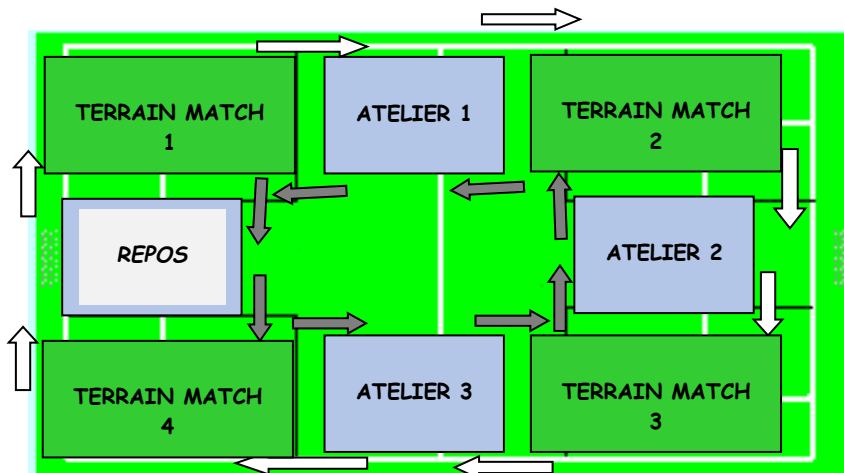 TERRAIN MATCH
1
ATELIER 1
TERRAIN MATCH
2
REPOS
ATELIER 2
TERRAIN MATCH
4
ATELIER 3
TERRAIN MATCH
3